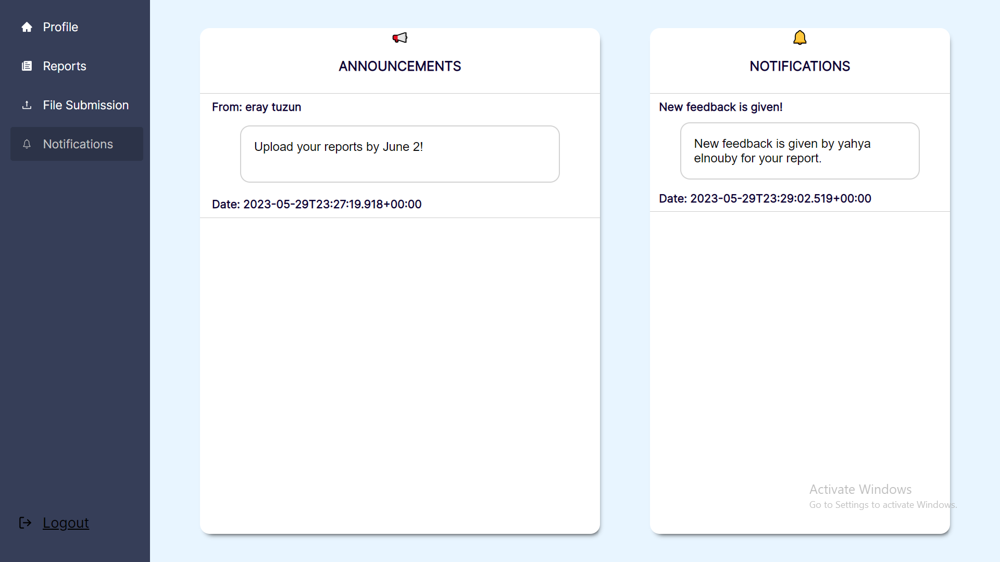 Profile
Reports
File Submission
Notifications
Logout
ANNOUNCEMENTS
From: eray tuzun
Upload your reports by June 2!
Date: 2023-05-29T23:27:19.918+00:00
NOTIFICATIONS
New feedback is given!
New feedback is given by yahya
elnouby for your report.
Date: 2023-05-29T23:29:02.519+00:00
Activate Windows
Go to Settings to activate Windows.